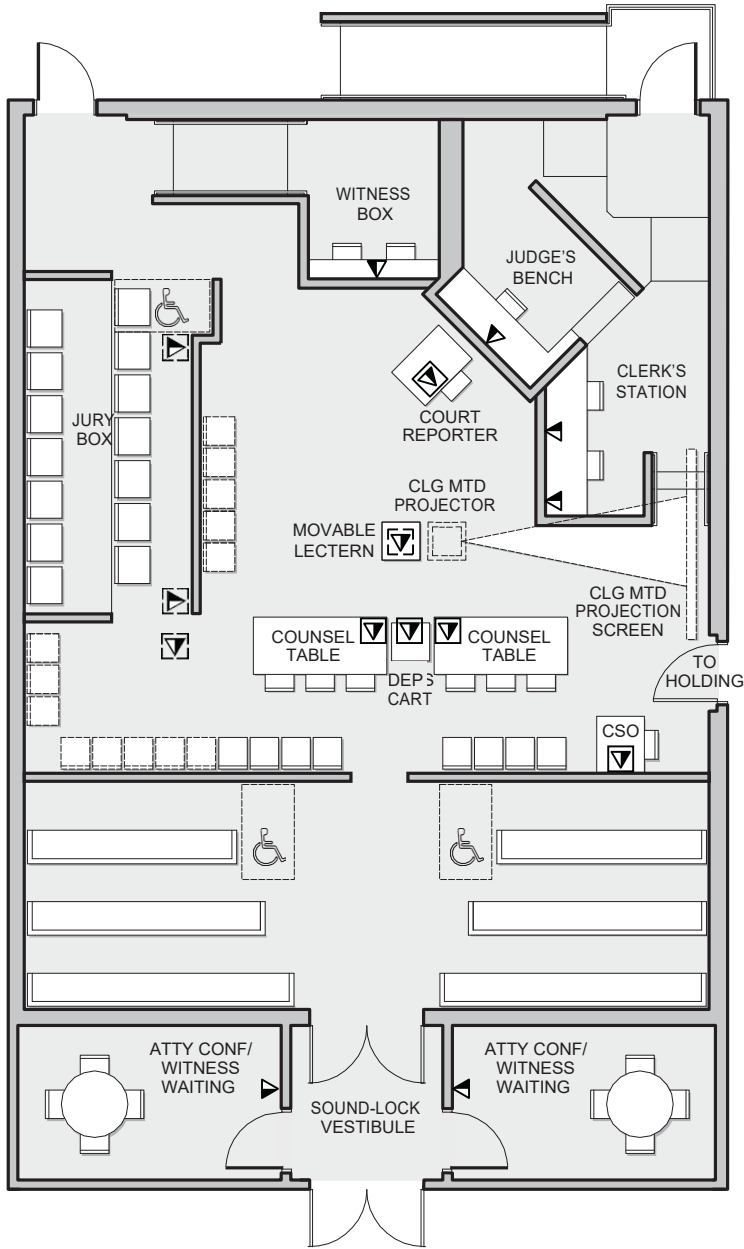 WITNESS
BOX
JUDGE'S
BENCH
CLERK'S
STATION
JURY
BOX
COURT
REPORTER
CLG MTD
PROJECTOR
MOVABLE
LECTERN
CLG MTD
PROJECTION
SCREEN
COUNSEL
TABLE
DEPS
CART
COUNSEL
TABLE
TO
HOLDING
CSO
ATTY CONF/
WITNESS
WAITING
SOUND-LOCK
VESTIBULE
ATTY CONF/
WITNESS
WAITING